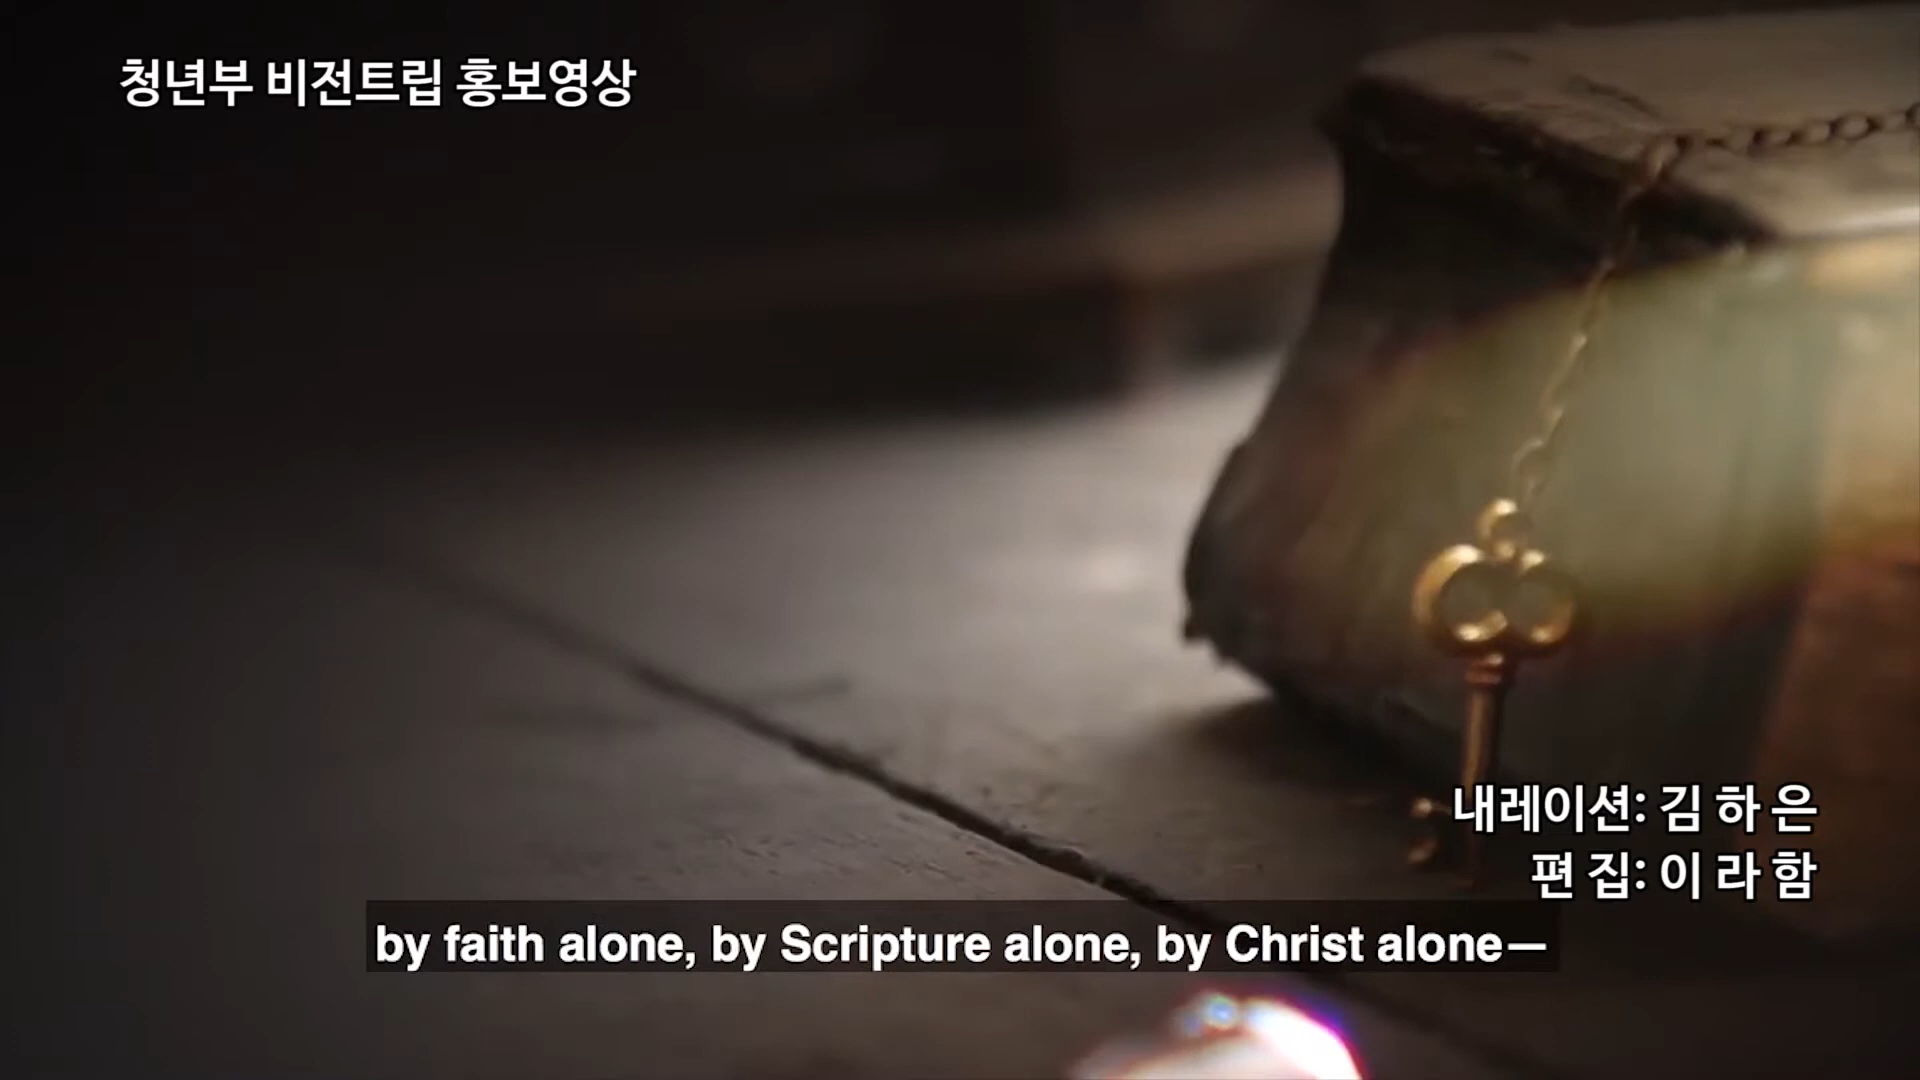 청년부 비전트립 홍보영상
내레이션: 김 하 은
편 집: 이 라 함
by faith alone, by Scripture alone, by Christ alone—